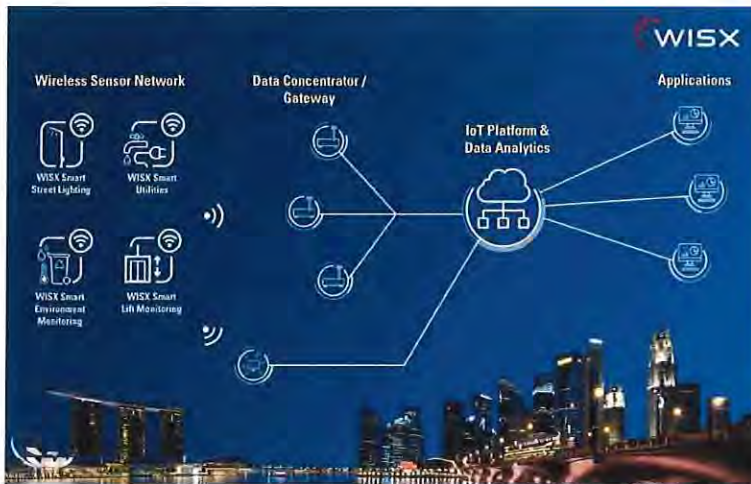 WISX
Wireless Sensor Network
Data Concentrator /
Gateway
Applications
IoT Platform &
Data Analytics
WISX Smart
Street Lighting
WISX Smart
Utilities
WISX Smart
Environment
Monitoring
WISX Smart
Lift Monitoring